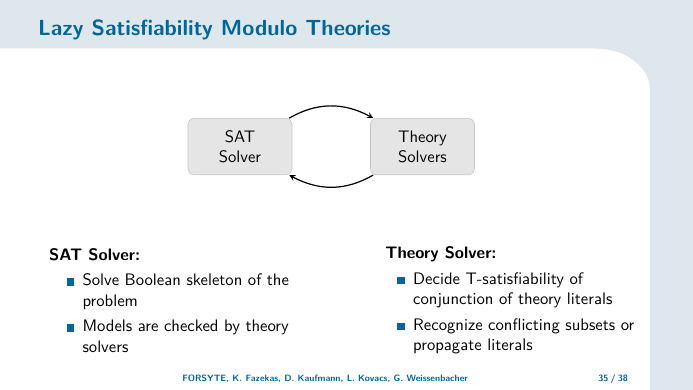 Lazy Satisfiability Modulo Theories
SAT
Solver
Theory
Solvers
SAT Solver:
Solve Boolean skeleton of the
problem
Models are checked by theory
solvers
Theory Solver:
Decide T-satisfiability of
conjunction of theory literals
Recognize conflicting subsets or
propagate literals
FORSYTE, K. Fazekas, D. Kaufmann, L. Kovacs, G. Weissenbacher
35 / 38